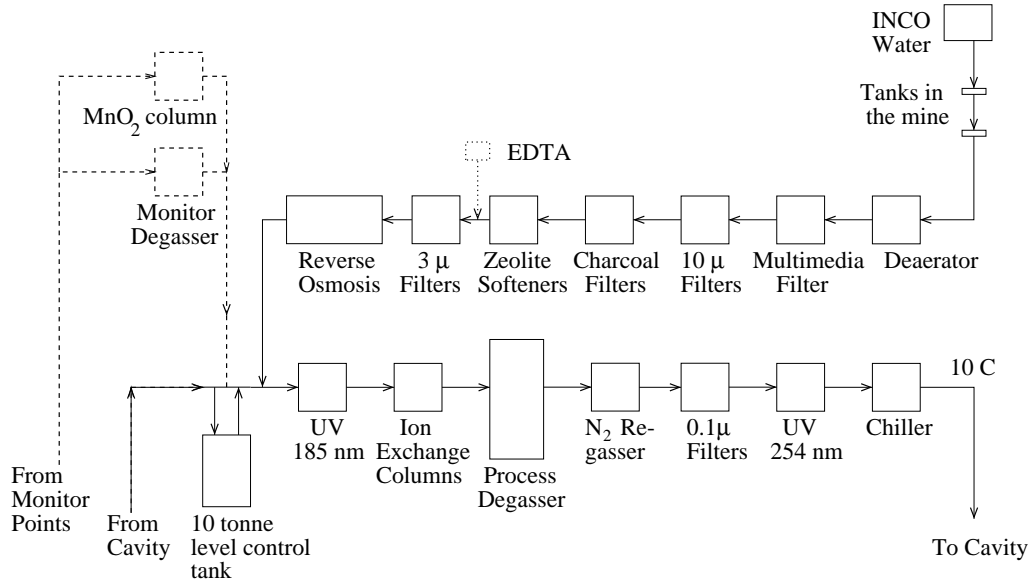 INCO
Water
Tanks in
the mine
MnO₂ column
EDTA
Monitor
Degasser
Reverse
Osmosis
3 μ
Filters
Zeolite
Softeners
Charcoal
Filters
10 μ
Filters
Multimedia
Filter
Deaerator
10 C
UV
185 nm
Ion
Exchange
Columns
Process
Degasser
N₂ Re-
gasser
0.1μ
Filters
UV
254 nm
Chiller
From
Monitor
Points
From
Cavity
10 tonne
level control
tank
To Cavity